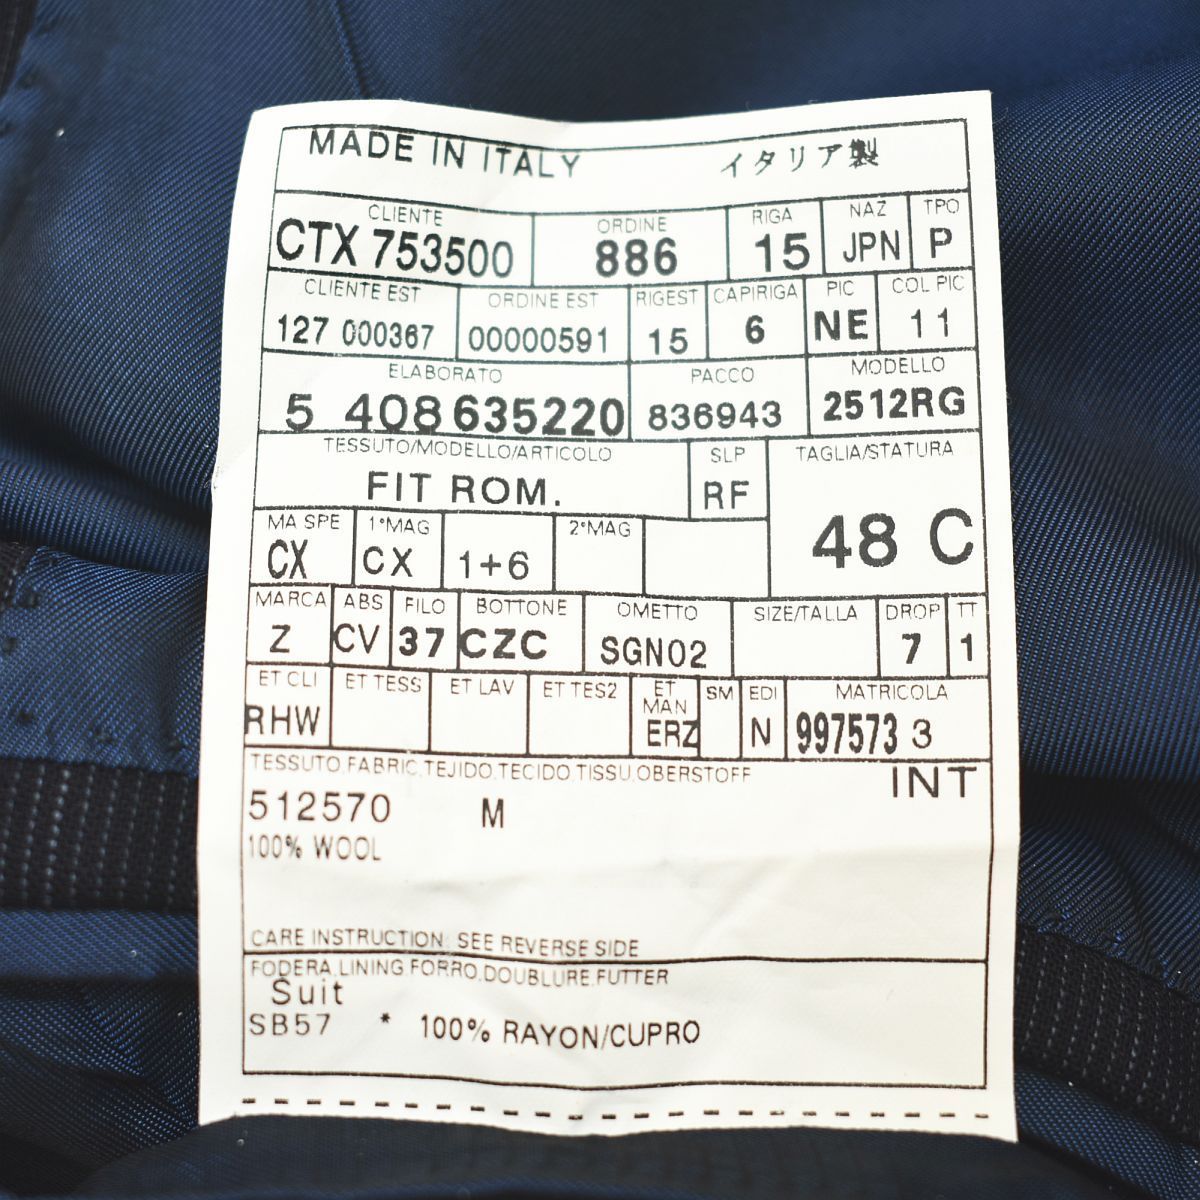 MADE IN ITALY イタリア製
CLIENTE ORDINE RIGA NAZ TPO
CTX 753500 886 15 JPN P
CLIENTE EST ORDINE EST RIGEST CAPIRIGA PIC COL PIC
127 000367 00000591 15 6 NE 11
ELABORATO PACCO MODELLO
5 408 635220 836943 2512RG
TESSUTO/MODELLO/ARTICOLO SLP TAGLIA/STATURA
FIT ROM. RF 48 C
MA SPE 1°MAG 2°MAG
CX CX 1+6
MARCA ABS FILO BOTTONE OMETTO SIZE/TALLA DROP TT
Z CV 37 CZC SGN02 7 1
ET CLI ET TESS ET LAV ET TES2 ET MAN SM EDI MATRICOLA
RHW ERZ N 997573 3
TESSUTO,FABRIC,TEJIDO,TECIDO,TISSU,OBERSTOFF INT
512570 M
100% WOOL
CARE INSTRUCTION: SEE REVERSE SIDE
FODERA,LINING,FORRO,DOUBLURE,FUTTER
Suit
SB57 * 100% RAYON/CUPRO